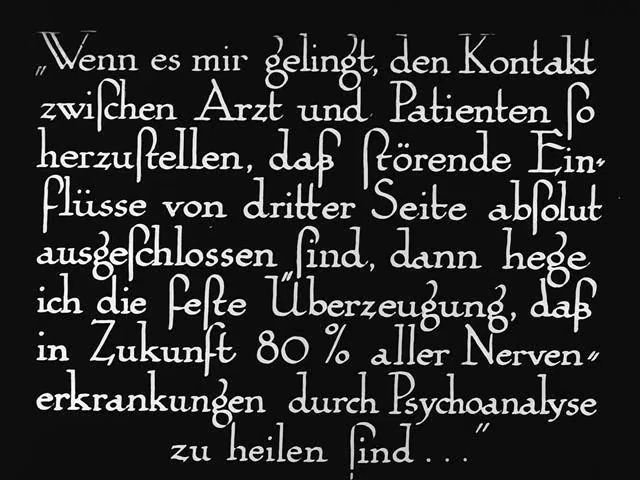 „Wenn es mir gelingt, den Kontakt
zwiſchen Arzt und Patienten ſo
herzuſtellen, daß ſtörende Ein-
flüsse von dritter Seite abſolut
ausgeſchlossen ſind, dann hege
ich die feſte Überzeugung, daß
in Zukunft 80 % aller Nerven-
erkrankungen durch Psychoanalyse
zu heilen ſind . . .”